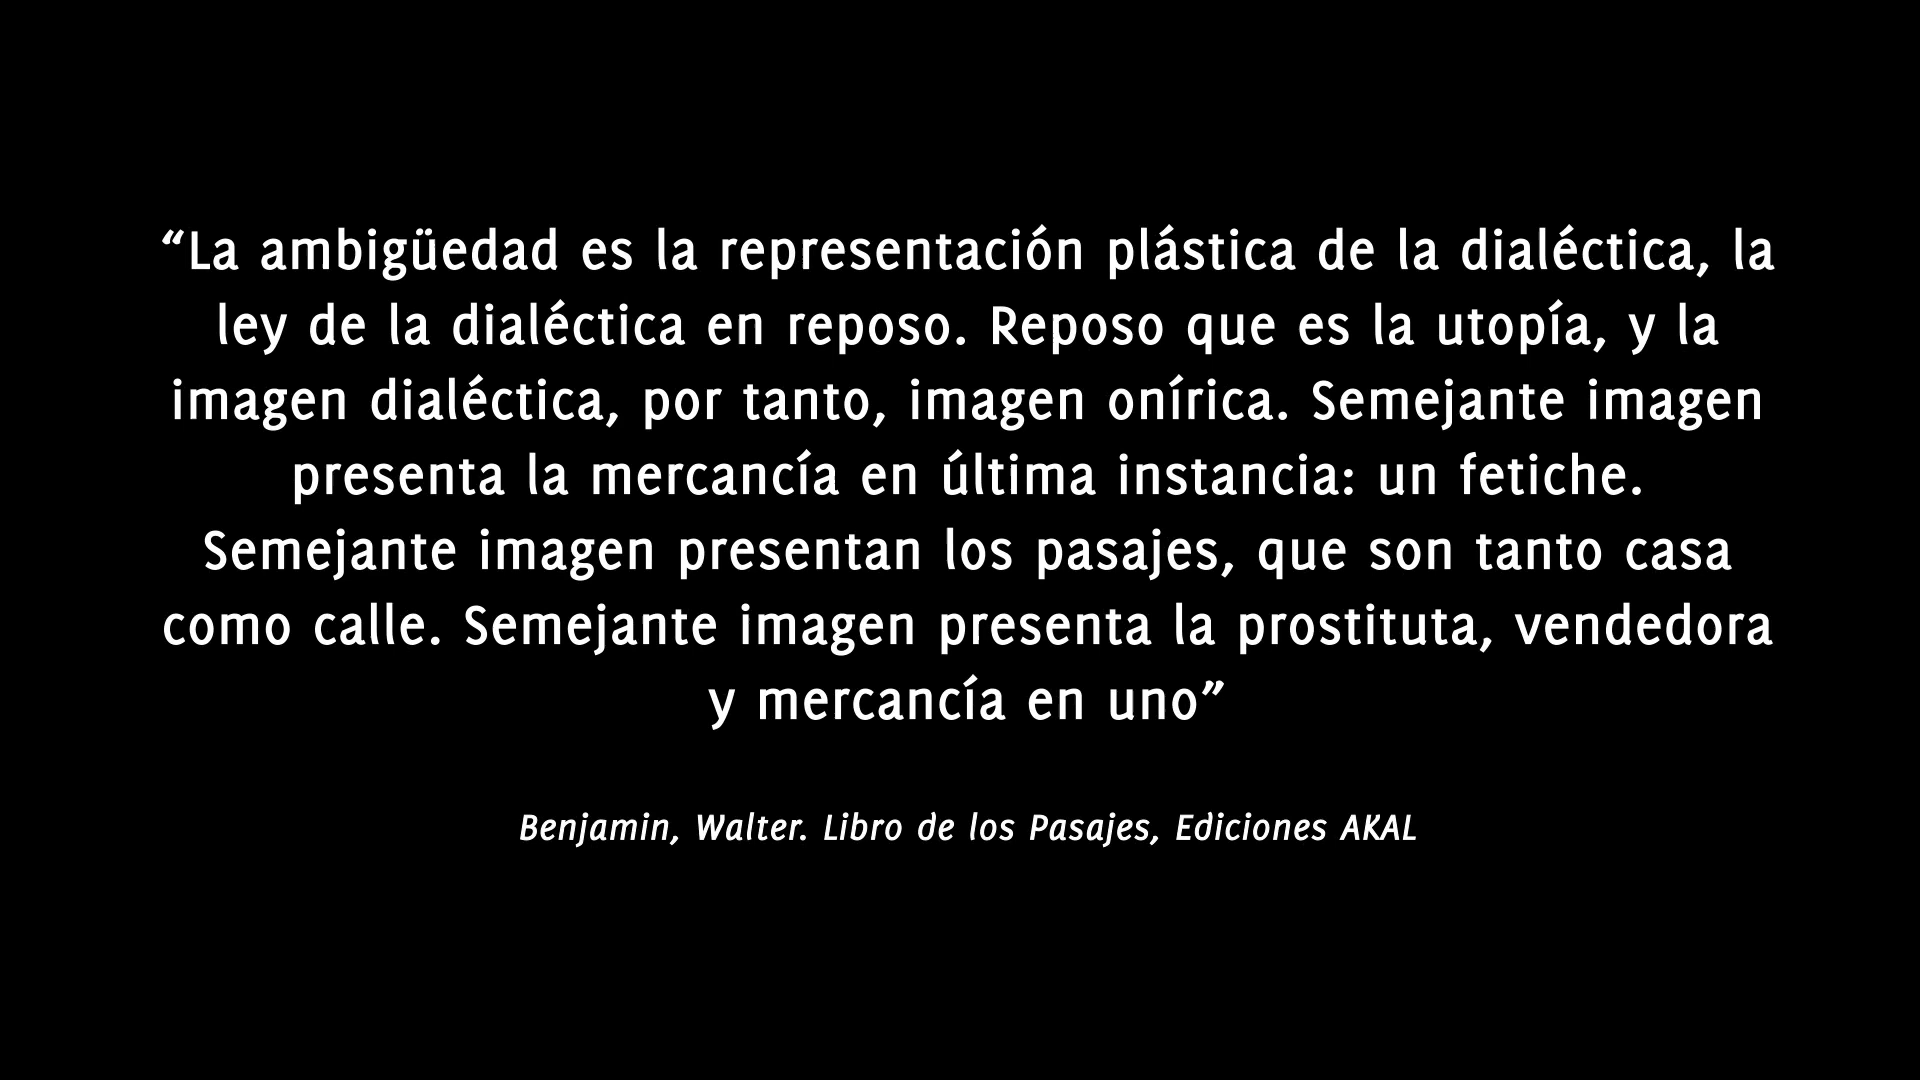 “La ambigüedad es la representación plástica de la dialéctica, la
ley de la dialéctica en reposo. Reposo que es la utopía, y la
imagen dialéctica, por tanto, imagen onírica. Semejante imagen
presenta la mercancía en última instancia: un fetiche.
Semejante imagen presentan los pasajes, que son tanto casa
como calle. Semejante imagen presenta la prostituta, vendedora
y mercancía en uno”
Benjamin, Walter. Libro de los Pasajes, Ediciones AKAL